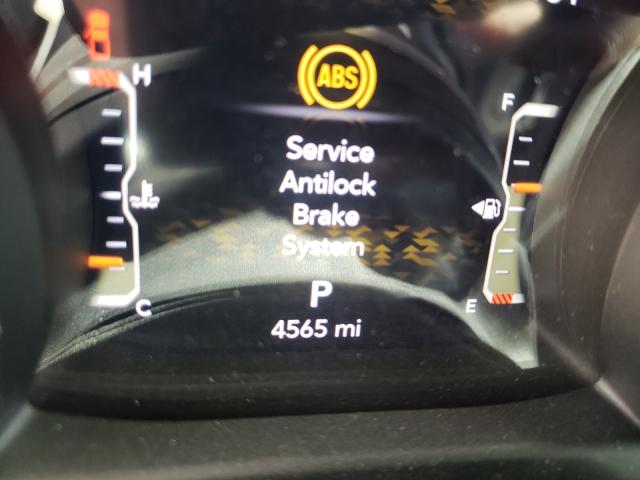 ABS
H
F
Service
Antilock
Brake
System
P
C
E
4565 mi